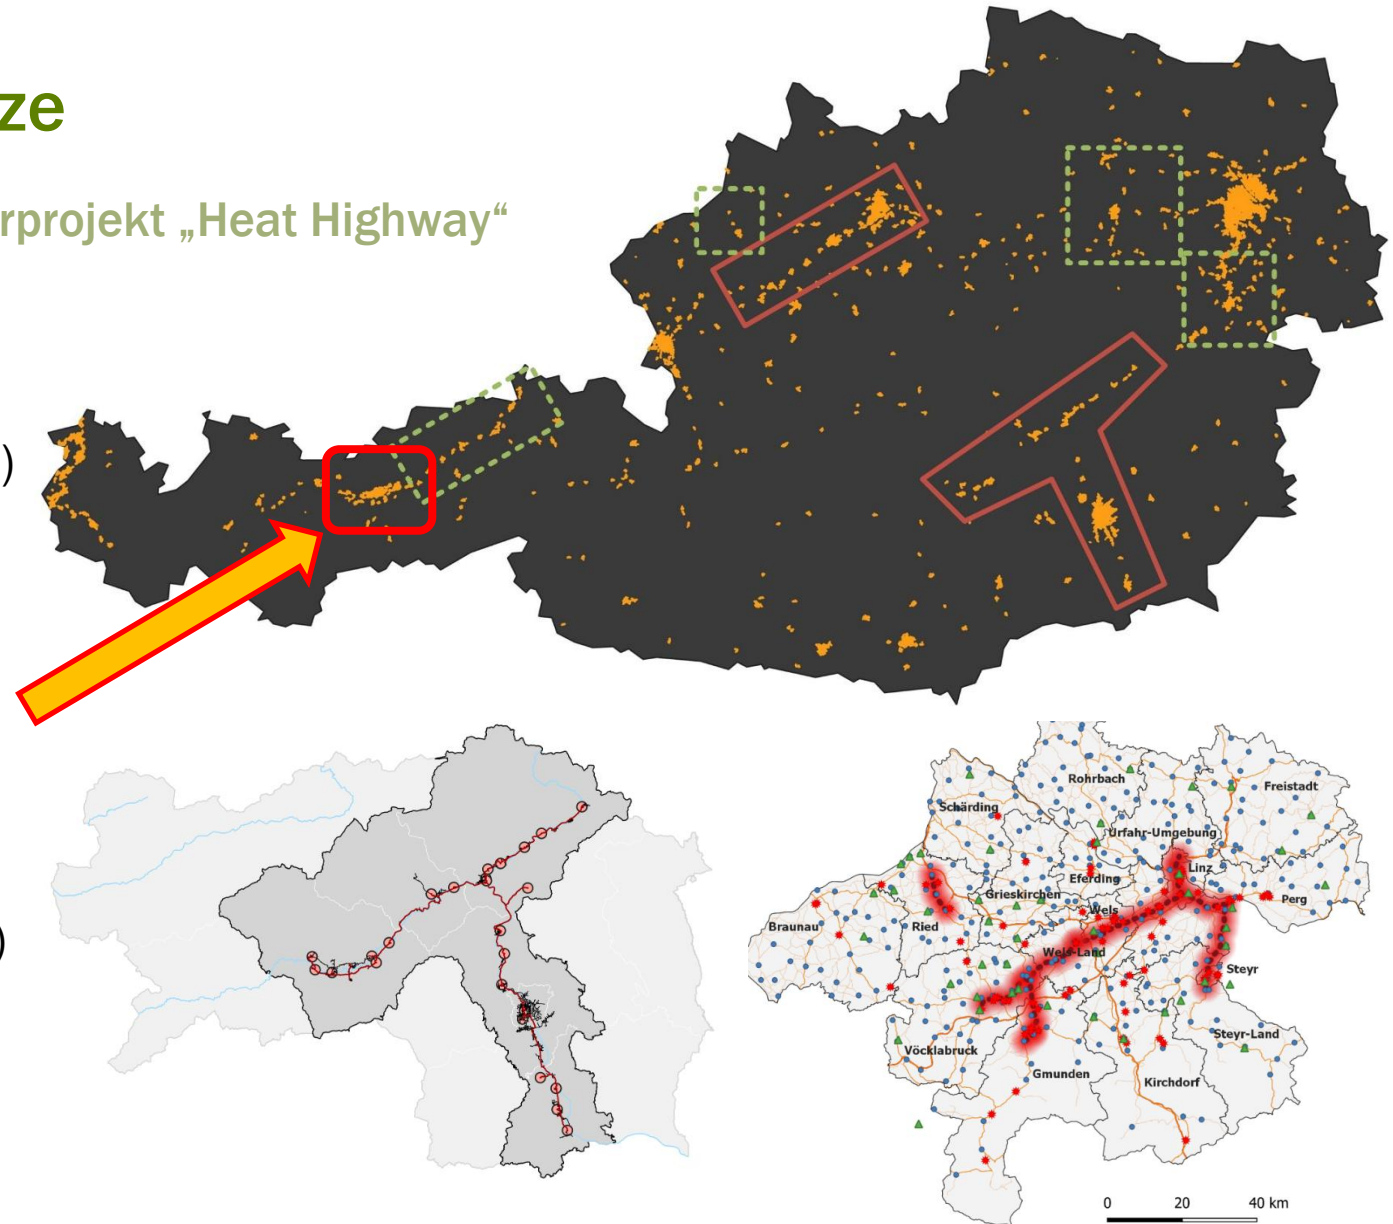 ze
rprojekt „Heat Highway“
)
)
Rohrbach
Freistadt
Schärding
Urfahr-Umgebung
Linz
Eferding
Grieskirchen
Perg
Wels
Braunau
Ried
Wels-Land
Steyr
Steyr-Land
Vöcklabruck
Gmunden
Kirchdorf
0 20 40 km